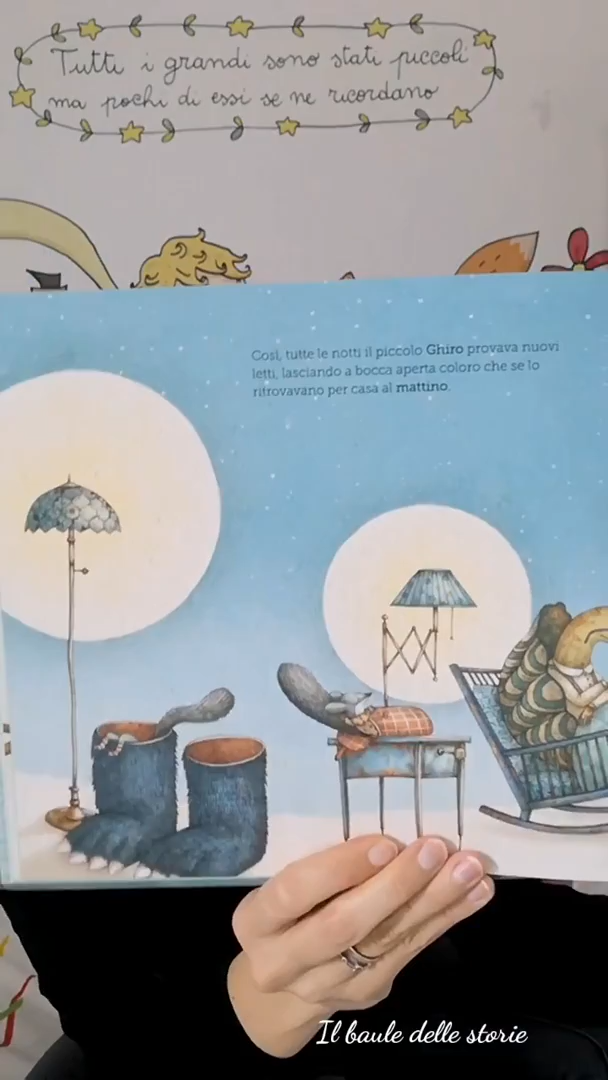 Tutti i grandi sono stati piccoli
ma pochi di essi se ne ricordano
Così, tutte le notti il piccolo Ghiro provava nuovi
letti, lasciando a bocca aperta coloro che se lo
ritrovavano per casa al mattino.
Il baule delle storie